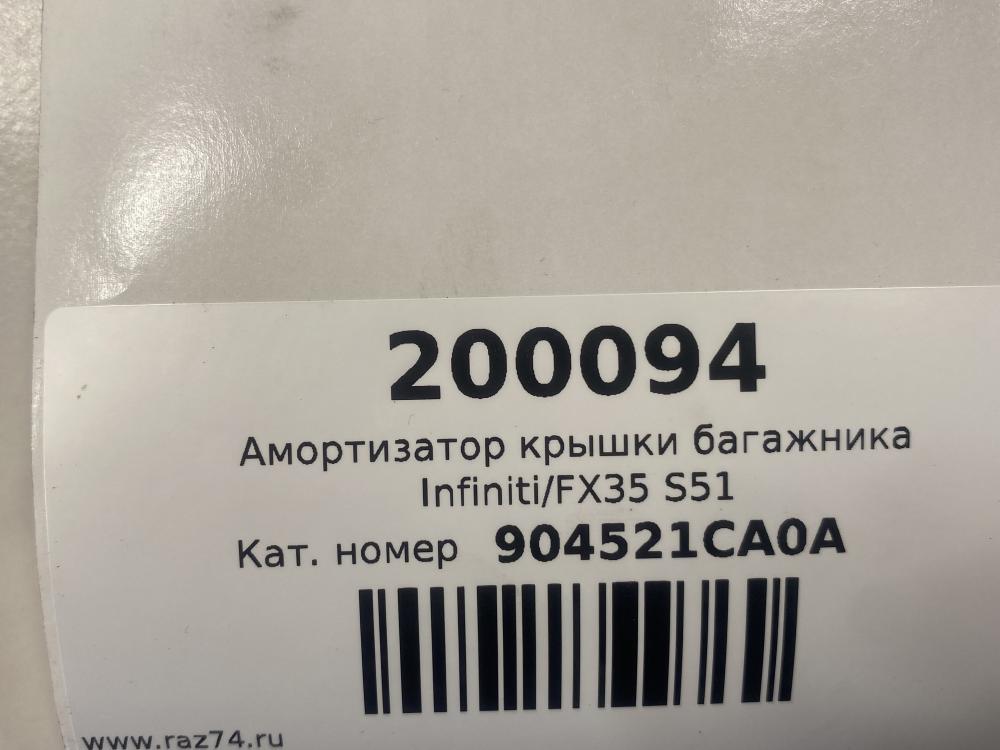 200094
Амортизатор крышки багажника
Infiniti/FX35 S51
Кат. номер 904521CA0A
www.raz74.ru